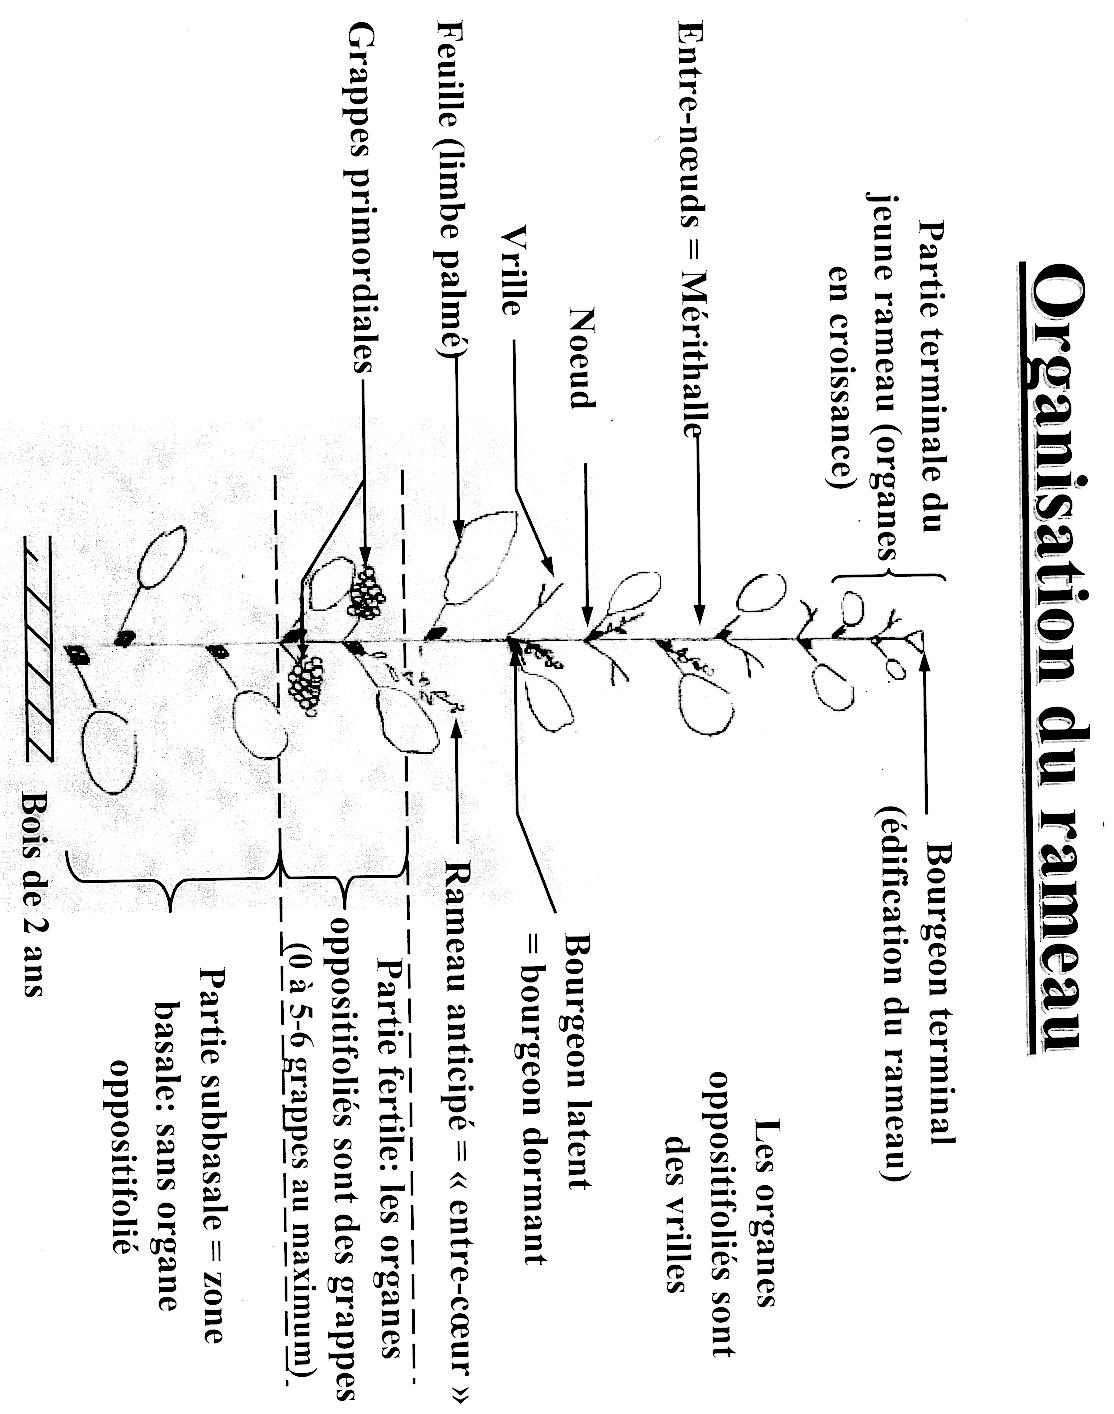 Organisation du rameau
Partie terminale du
jeune rameau (organes
en croissance)
Entre-nœuds = Mérithalle
Noeud
Vrille
Feuille (limbe palmé)
Grappes primordiales
Bourgeon terminal
(édification du rameau)
Les organes
oppositifoliés sont
des vrilles
Bourgeon latent
= bourgeon dormant
Rameau anticipé = « entre-cœur »
Partie fertile: les organes
oppositifoliés sont des grappes
(0 à 5-6 grappes au maximum)
Partie subbasale = zone
basale: sans organe
oppositifolié
Bois de 2 ans